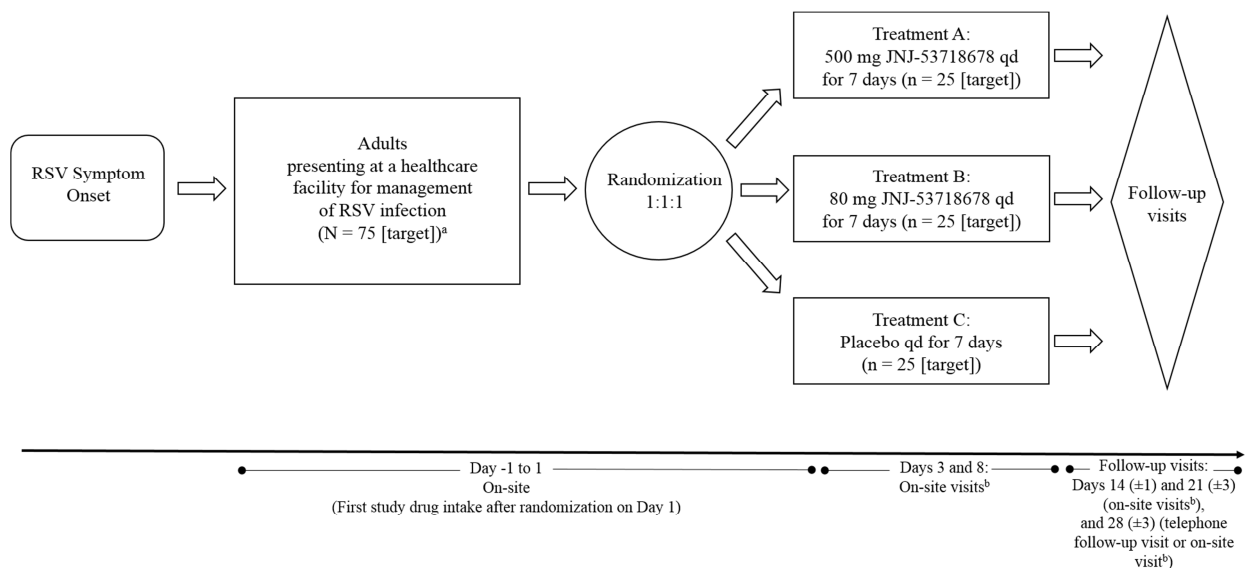 RSV Symptom
Onset
Adults
presenting at a healthcare
facility for management
of RSV infection
(N = 75 [target])ᵃ
Randomization
1:1:1
Treatment A:
500 mg JNJ-53718678 qd
for 7 days (n = 25 [target])
Treatment B:
80 mg JNJ-53718678 qd
for 7 days (n = 25 [target])
Treatment C:
Placebo qd for 7 days
(n = 25 [target])
Follow-up
visits
Day -1 to 1
On-site
(First study drug intake after randomization on Day 1)
Days 3 and 8:
On-site visitsᵇ
Follow-up visits:
Days 14 (±1) and 21 (±3)
(on-site visitsᵇ),
and 28 (±3) (telephone
follow-up visit or on-site
visitᵇ)